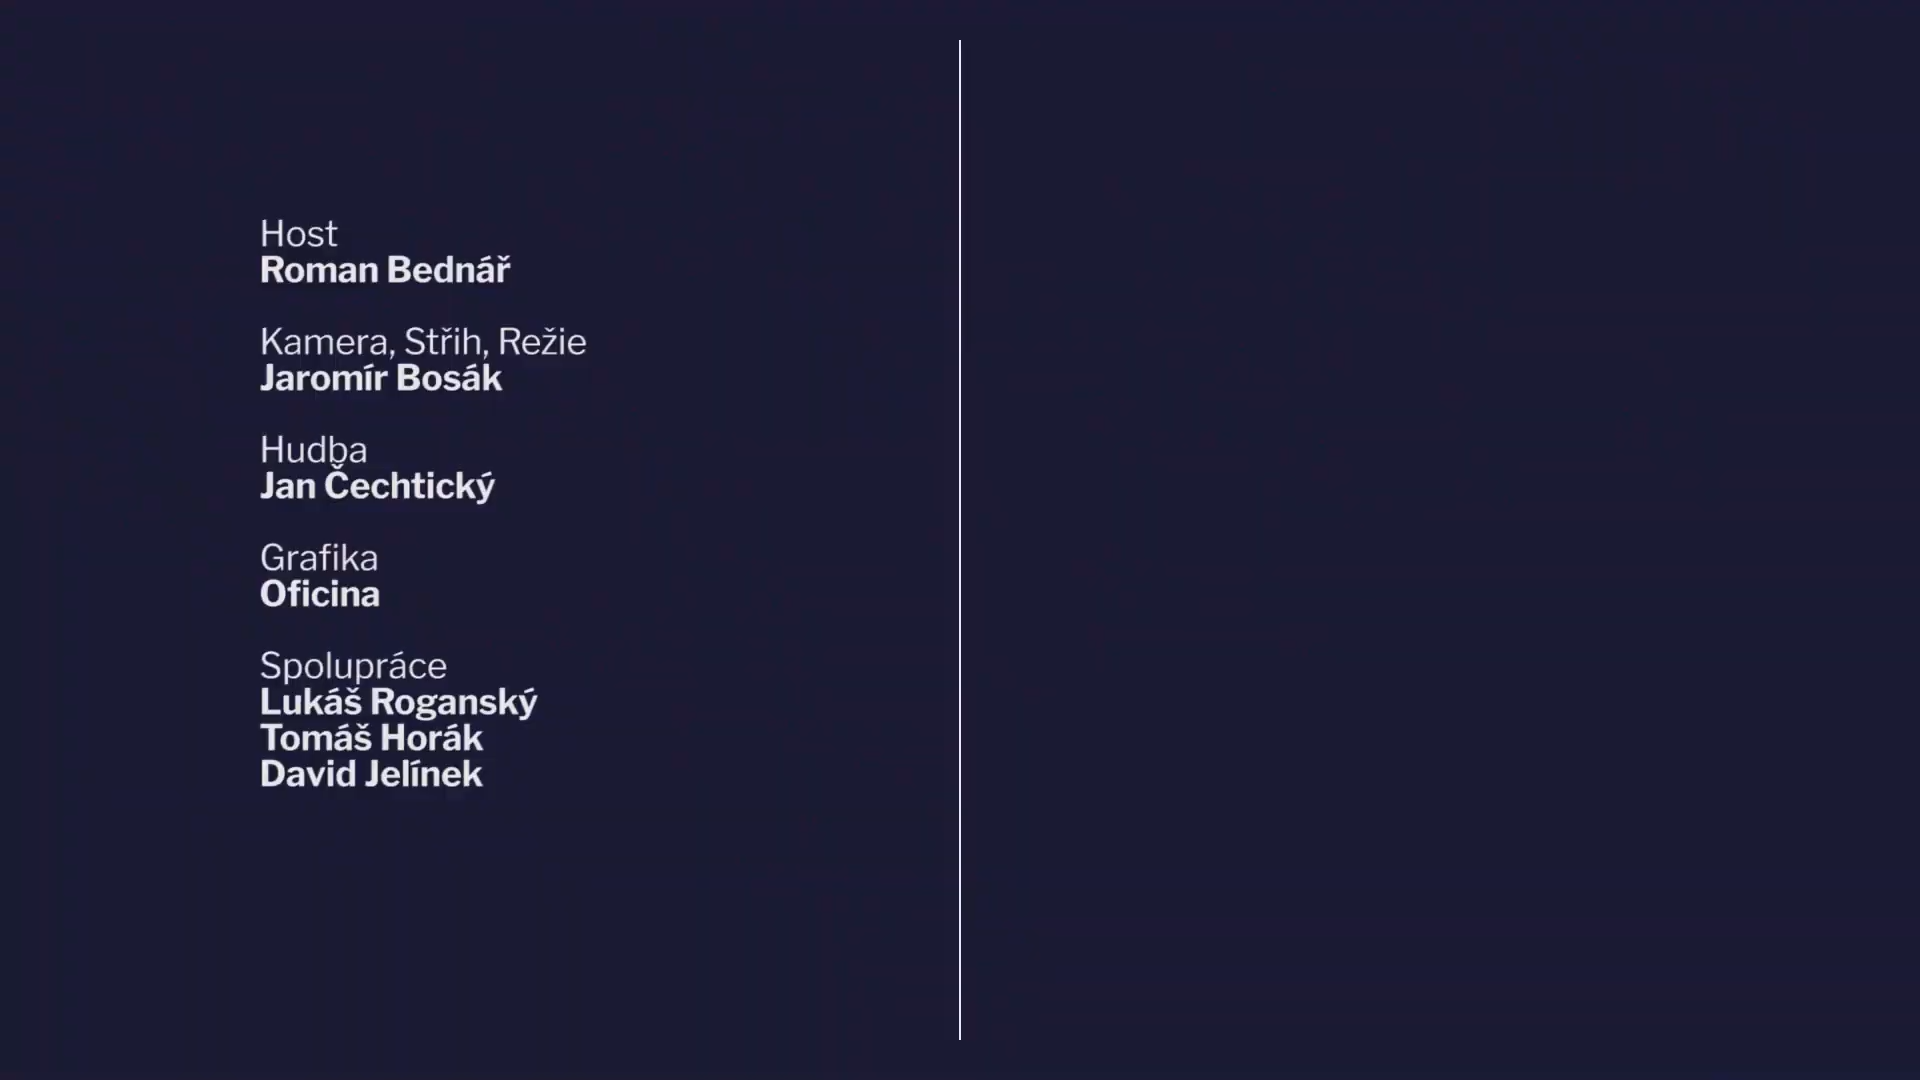 Host
Roman Bednář
Kamera, Střih, Režie
Jaromír Bosák
Hudba
Jan Čechtický
Grafika
Oficina
Spolupráce
Lukáš Roganský
Tomáš Horák
David Jelínek